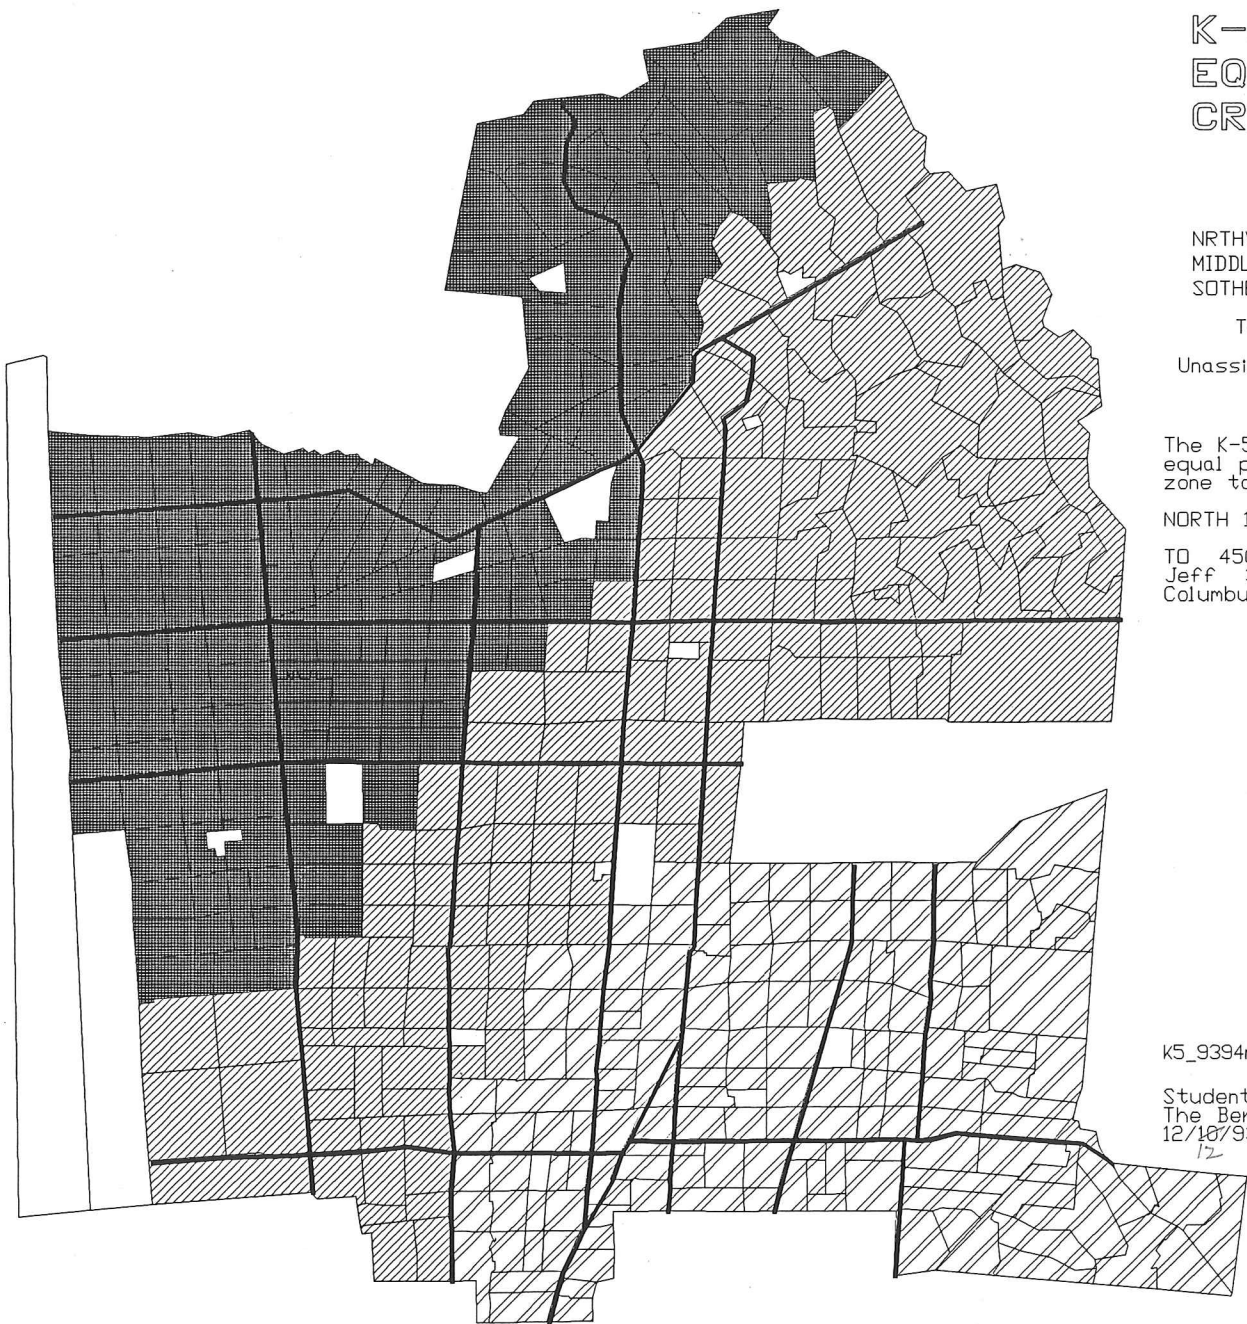 K-
EQ
CR
NRTH
MIDDL
SOTH
T
Unassi
The K-5
equal p
zone to
NORTH 1
TO 450
Jeff
Columbu
K5_9394
Student
The Ber
12/10/9
12